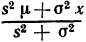 s² μ + σ² x
s² + σ²